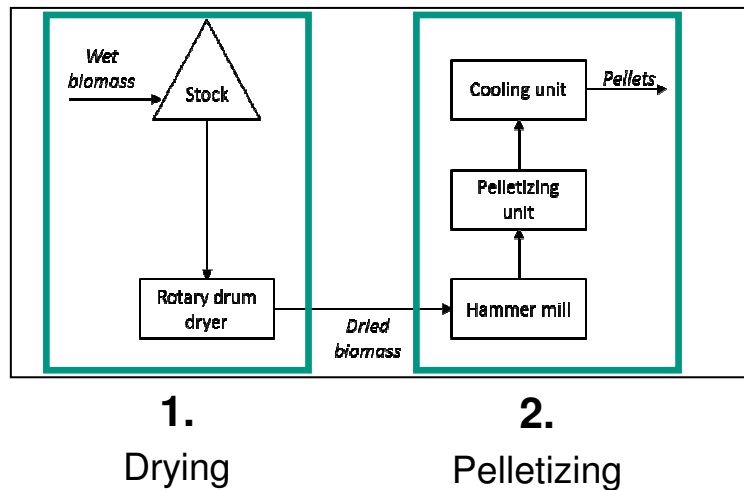 Wet
biomass
Stock
Rotary drum
dryer
Dried
biomass
Cooling unit
Pellets
Pelletizing
unit
Hammer mill
1.
Drying
2.
Pelletizing